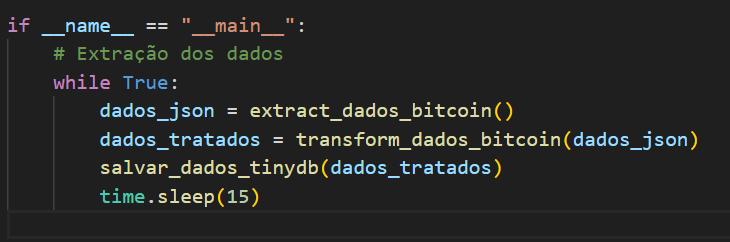 if __name__ == "__main__":
    # Extração dos dados
    while True:
        dados_json = extract_dados_bitcoin()
        dados_tratados = transform_dados_bitcoin(dados_json)
        salvar_dados_tinydb(dados_tratados)
        time.sleep(15)